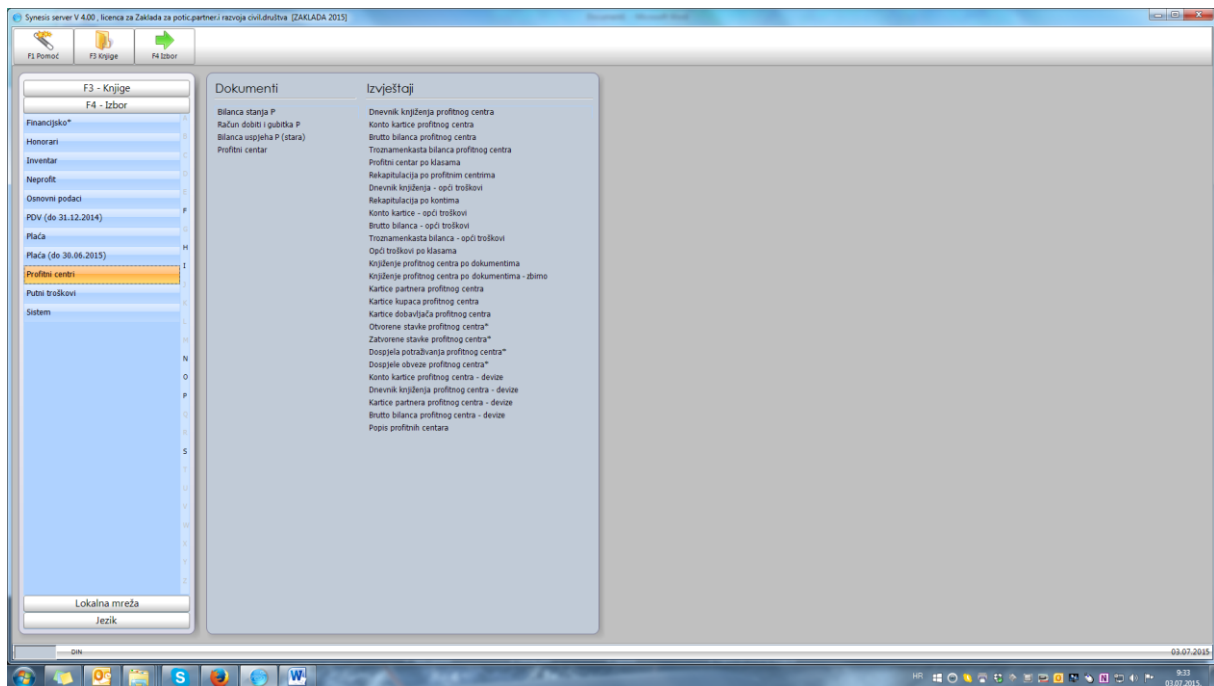 Synesis server V 4.00 , licenca za Zaklada za potic.partner.i razvoja civil.društva [ZAKLADA 2015]
F1 Pomoć
F3 Knjige
F4 Izbor
F3 - Knjige
F4 - Izbor
Financijsko*
Honorari
Inventar
Neprofit
Osnovni podaci
PDV (do 31.12.2014)
Plaća
Plaća (do 30.06.2015)
Profitni centri
Putni troškovi
Sistem
F
H
I
N
O
P
S
Lokalna mreža
Jezik
Dokumenti
Bilanca stanja P
Račun dobiti i gubitka P
Bilanca uspjeha P (stara)
Profitni centar
Izvještaji
Dnevnik knjiženja profitnog centra
Konto kartice profitnog centra
Brutto bilanca profitnog centra
Troznamenkasta bilanca profitnog centra
Profitni centar po klasama
Rekapitulacija po profitnim centrima
Dnevnik knjiženja - opći troškovi
Rekapitulacija po kontima
Konto kartice - opći troškovi
Brutto bilanca - opći troškovi
Troznamenkasta bilanca - opći troškovi
Opći troškovi po klasama
Knjiženje profitnog centra po dokumentima
Knjiženje profitnog centra po dokumentima - zbirno
Kartice partnera profitnog centra
Kartice kupaca profitnog centra
Kartice dobavljača profitnog centra
Otvorene stavke profitnog centra*
Zatvorene stavke profitnog centra*
Dospjela potraživanja profitnog centra*
Dospjele obveze profitnog centra*
Konto kartice profitnog centra - devize
Dnevnik knjiženja profitnog centra - devize
Kartice partnera profitnog centra - devize
Brutto bilanca profitnog centra - devize
Popis profitnih centara
DIN
03.07.2015
HR
9:33
03.07.2015.